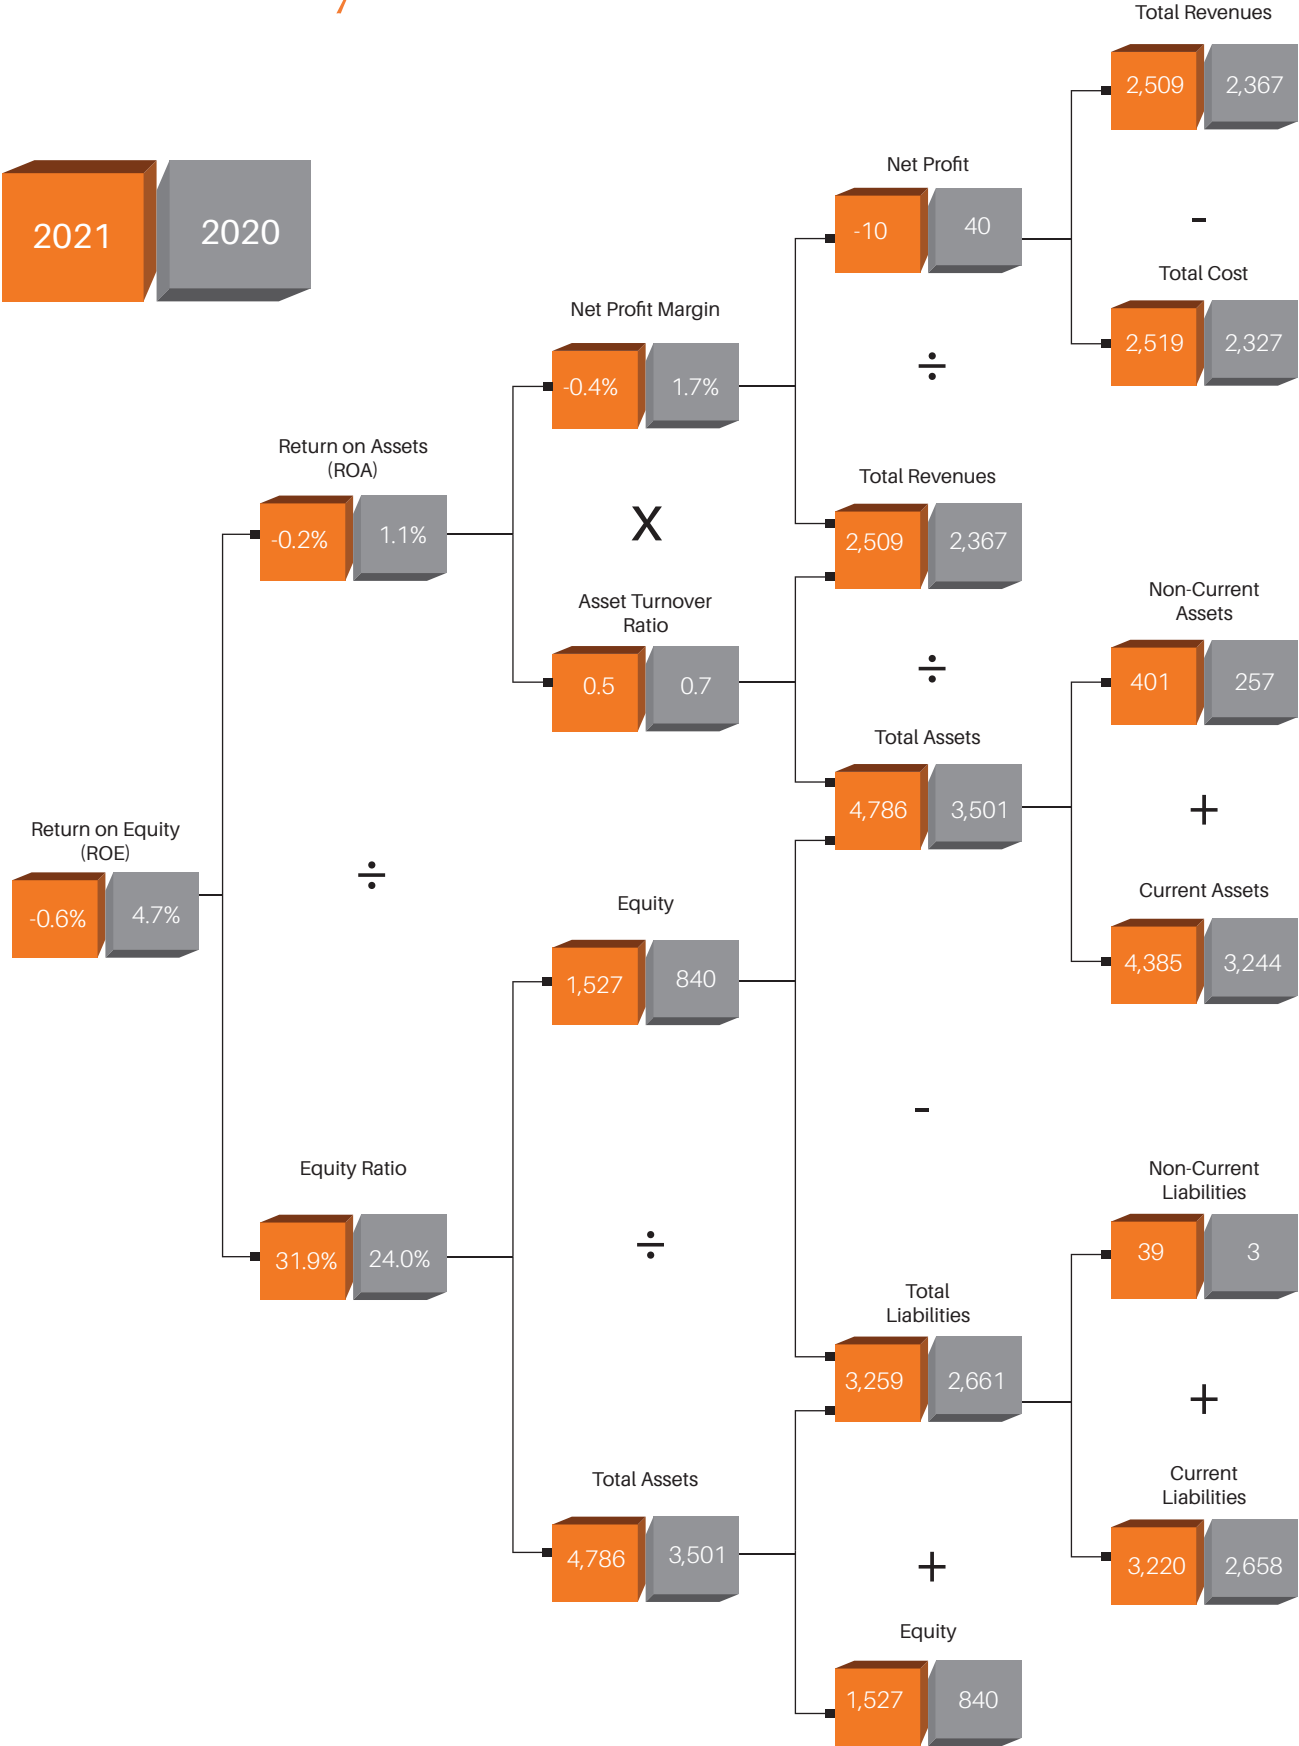 Total Revenues
2,509 2,367
Net Profit
-10 40
-
2021 2020
Total Cost
2,519 2,327
Net Profit Margin
-0.4% 1.7%
÷
Return on Assets
(ROA)
-0.2% 1.1%
X
Total Revenues
2,509 2,367
Asset Turnover
Ratio
0.5 0.7
÷
Non-Current
Assets
401 257
Total Assets
4,786 3,501
+
Return on Equity
(ROE)
-0.6% 4.7%
÷
Current Assets
4,385 3,244
Equity
1,527 840
-
Equity Ratio
31.9% 24.0%
÷
Non-Current
Liabilities
39 3
Total
Liabilities
3,259 2,661
+
Total Assets
4,786 3,501
Current
Liabilities
3,220 2,658
+
Equity
1,527 840